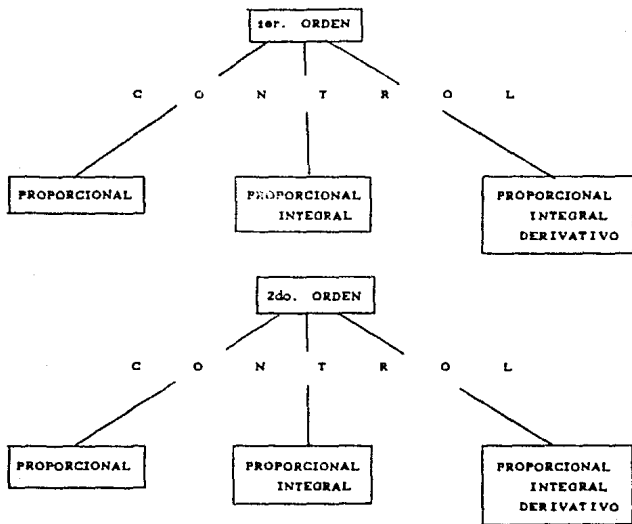 1er. ORDEN
C O N T R O L
PROPORCIONAL
PROPORCIONAL
INTEGRAL
PROPORCIONAL
INTEGRAL
DERIVATIVO
2do. ORDEN
C O N T R O L
PROPORCIONAL
PROPORCIONAL
INTEGRAL
PROPORCIONAL
INTEGRAL
DERIVATIVO